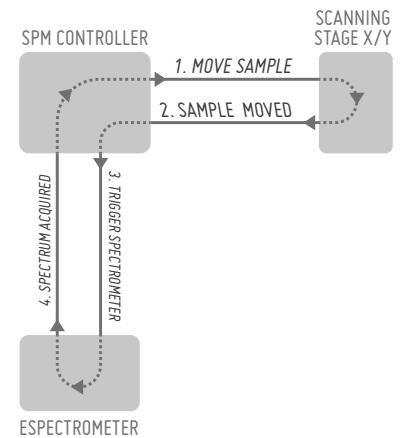 SCANNING
STAGE X/Y
SPM CONTROLLER
1. MOVE SAMPLE
2. SAMPLE MOVED
3. TRIGGER SPECTROMETER
4. SPECTRUM ACQUIRED
ESPECTROMETER